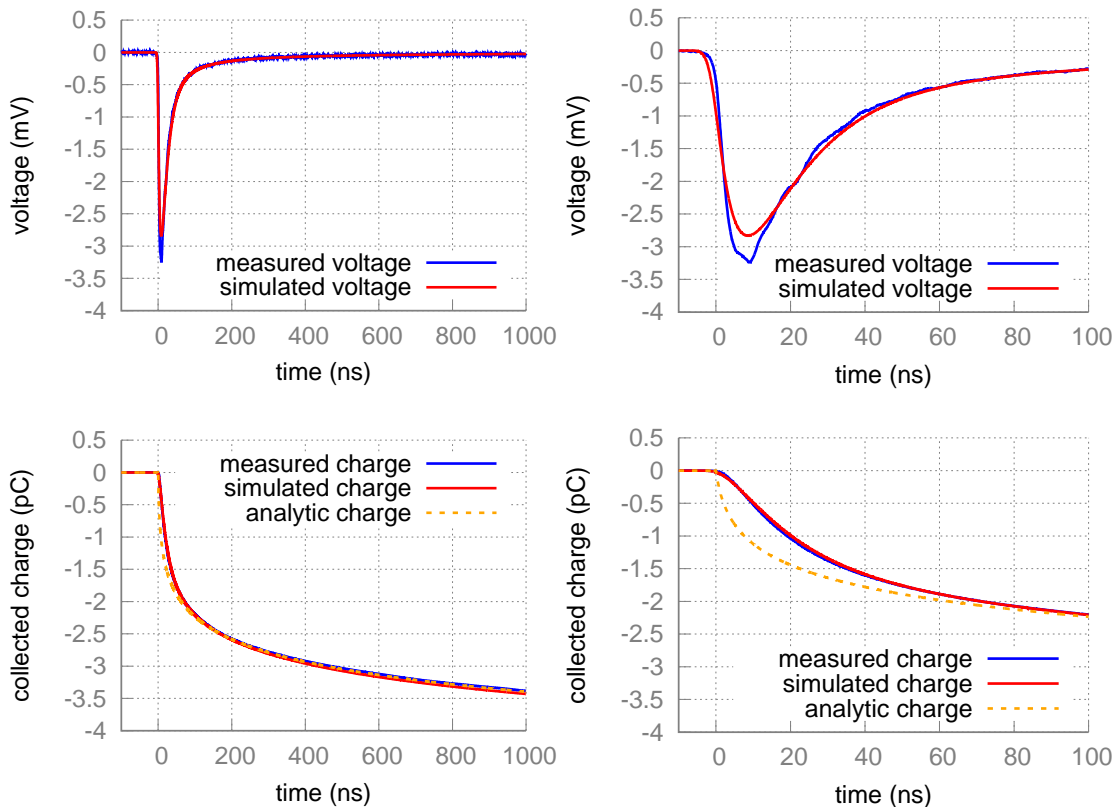 0.5
0
-0.5
-1
-1.5
-2
-2.5
-3
-3.5
-4
voltage (mV)
measured voltage
simulated voltage
0 200 400 600 800 1000
time (ns)
0.5
0
-0.5
-1
-1.5
-2
-2.5
-3
-3.5
-4
voltage (mV)
measured voltage
simulated voltage
0 20 40 60 80 100
time (ns)
0.5
0
-0.5
-1
-1.5
-2
-2.5
-3
-3.5
-4
collected charge (pC)
measured charge
simulated charge
analytic charge
0 200 400 600 800 1000
time (ns)
0.5
0
-0.5
-1
-1.5
-2
-2.5
-3
-3.5
-4
collected charge (pC)
measured charge
simulated charge
analytic charge
0 20 40 60 80 100
time (ns)